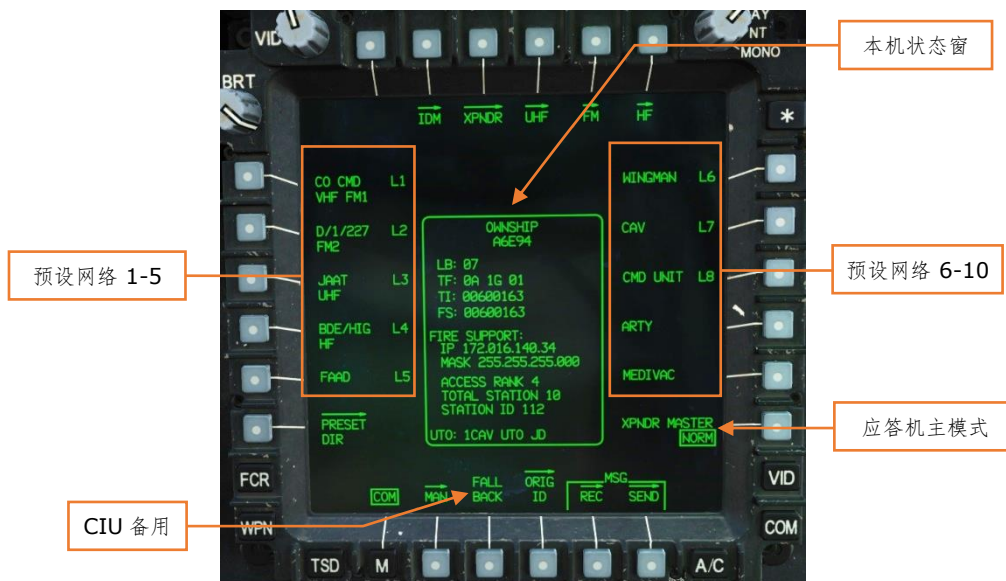 VID
AY
NT
MONO
本机状态窗
BRT
IDM XPNDR UHF FM HF
*
CO CMD L1
VHF FM1
WINGMAN L6
D/1/227 L2
FM2
CAV L7
预设网络 1-5
JAAT L3
UHF
CMD UNIT L8
预设网络 6-10
BDE/HIG L4
HF
ARTY
FAAD L5
MEDIVAC
OWNSHIP
A6E94
LB: 07
TF: 0A 1G 01
TI: 00600163
FS: 00600163
FIRE SUPPORT:
IP 172.016.140.34
MASK 255.255.255.000
ACCESS RANK 4
TOTAL STATION 10
STATION ID 112
UTO: 1CAV UTO JD
PRESET
DIR
XPNDR MASTER
NORM
应答机主模式
FCR
VID
COM MAN FALL BACK ORIG ID MSG REC SEND
CIU 备用
WPN
COM
TSD M A/C